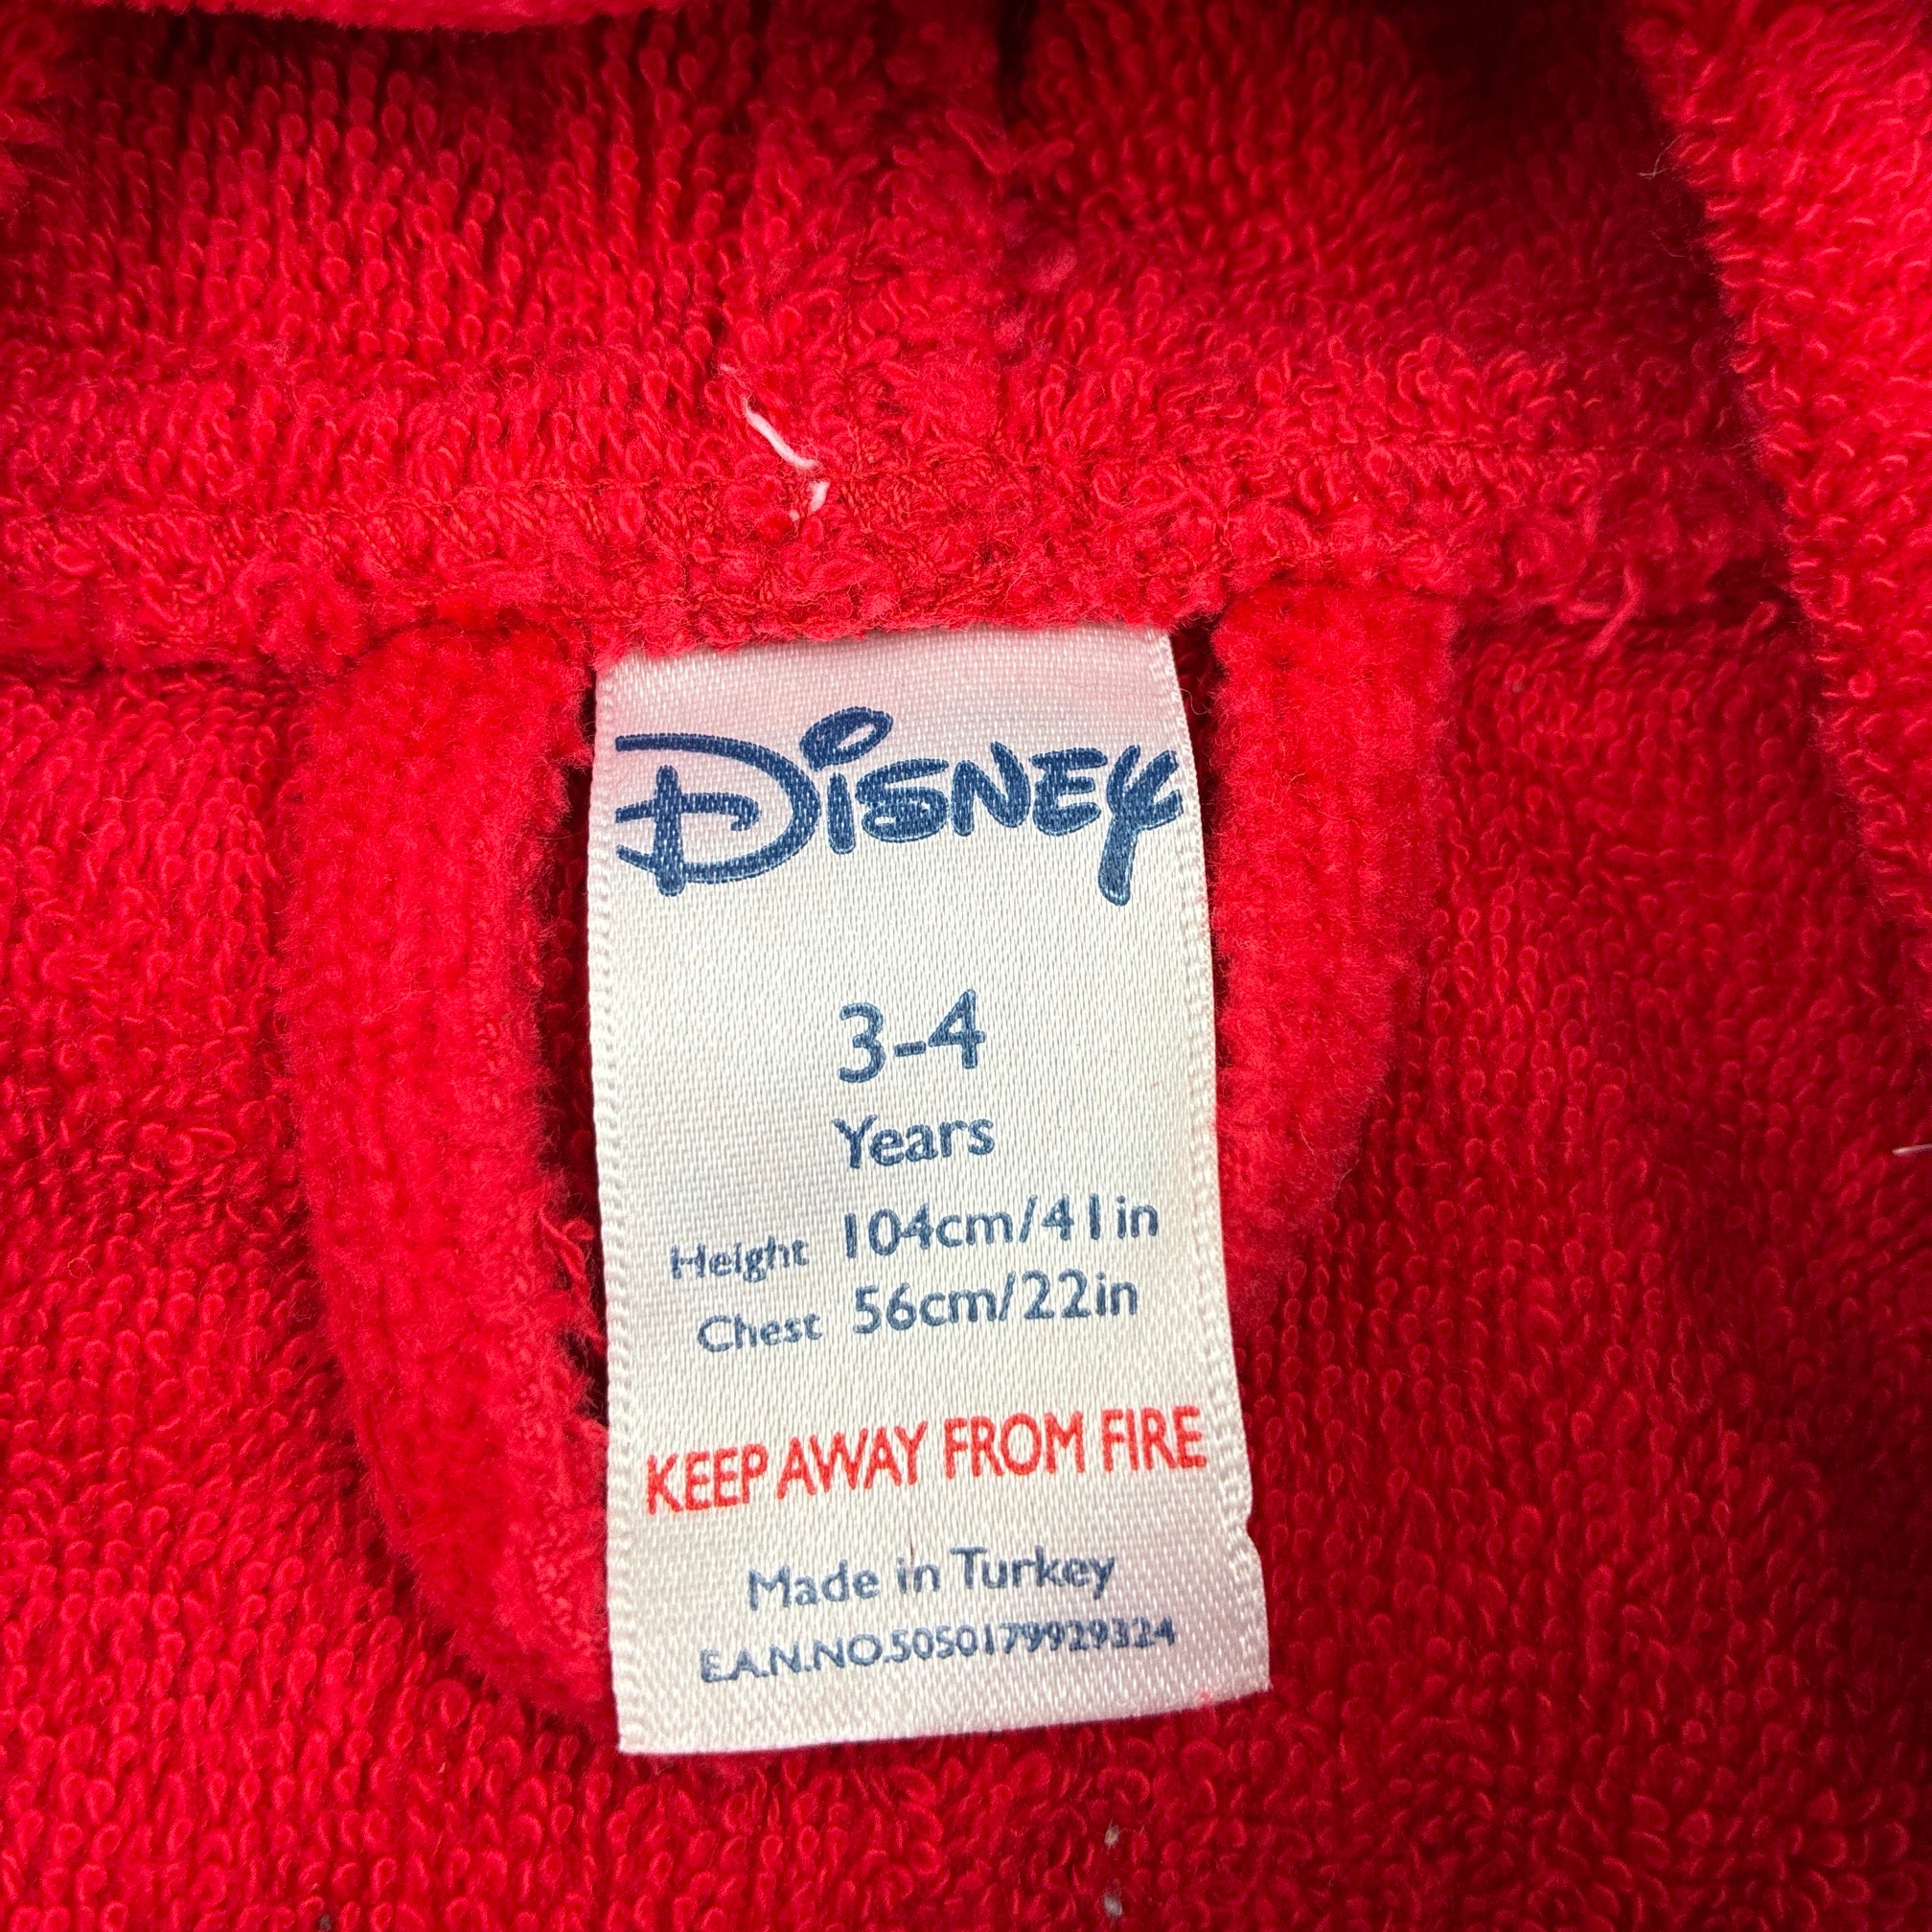 Disney
3-4
Years
Height 104cm/41in
Chest 56cm/22in
KEEP AWAY FROM FIRE
Made in Turkey
E.A.N.NO.5050179929324